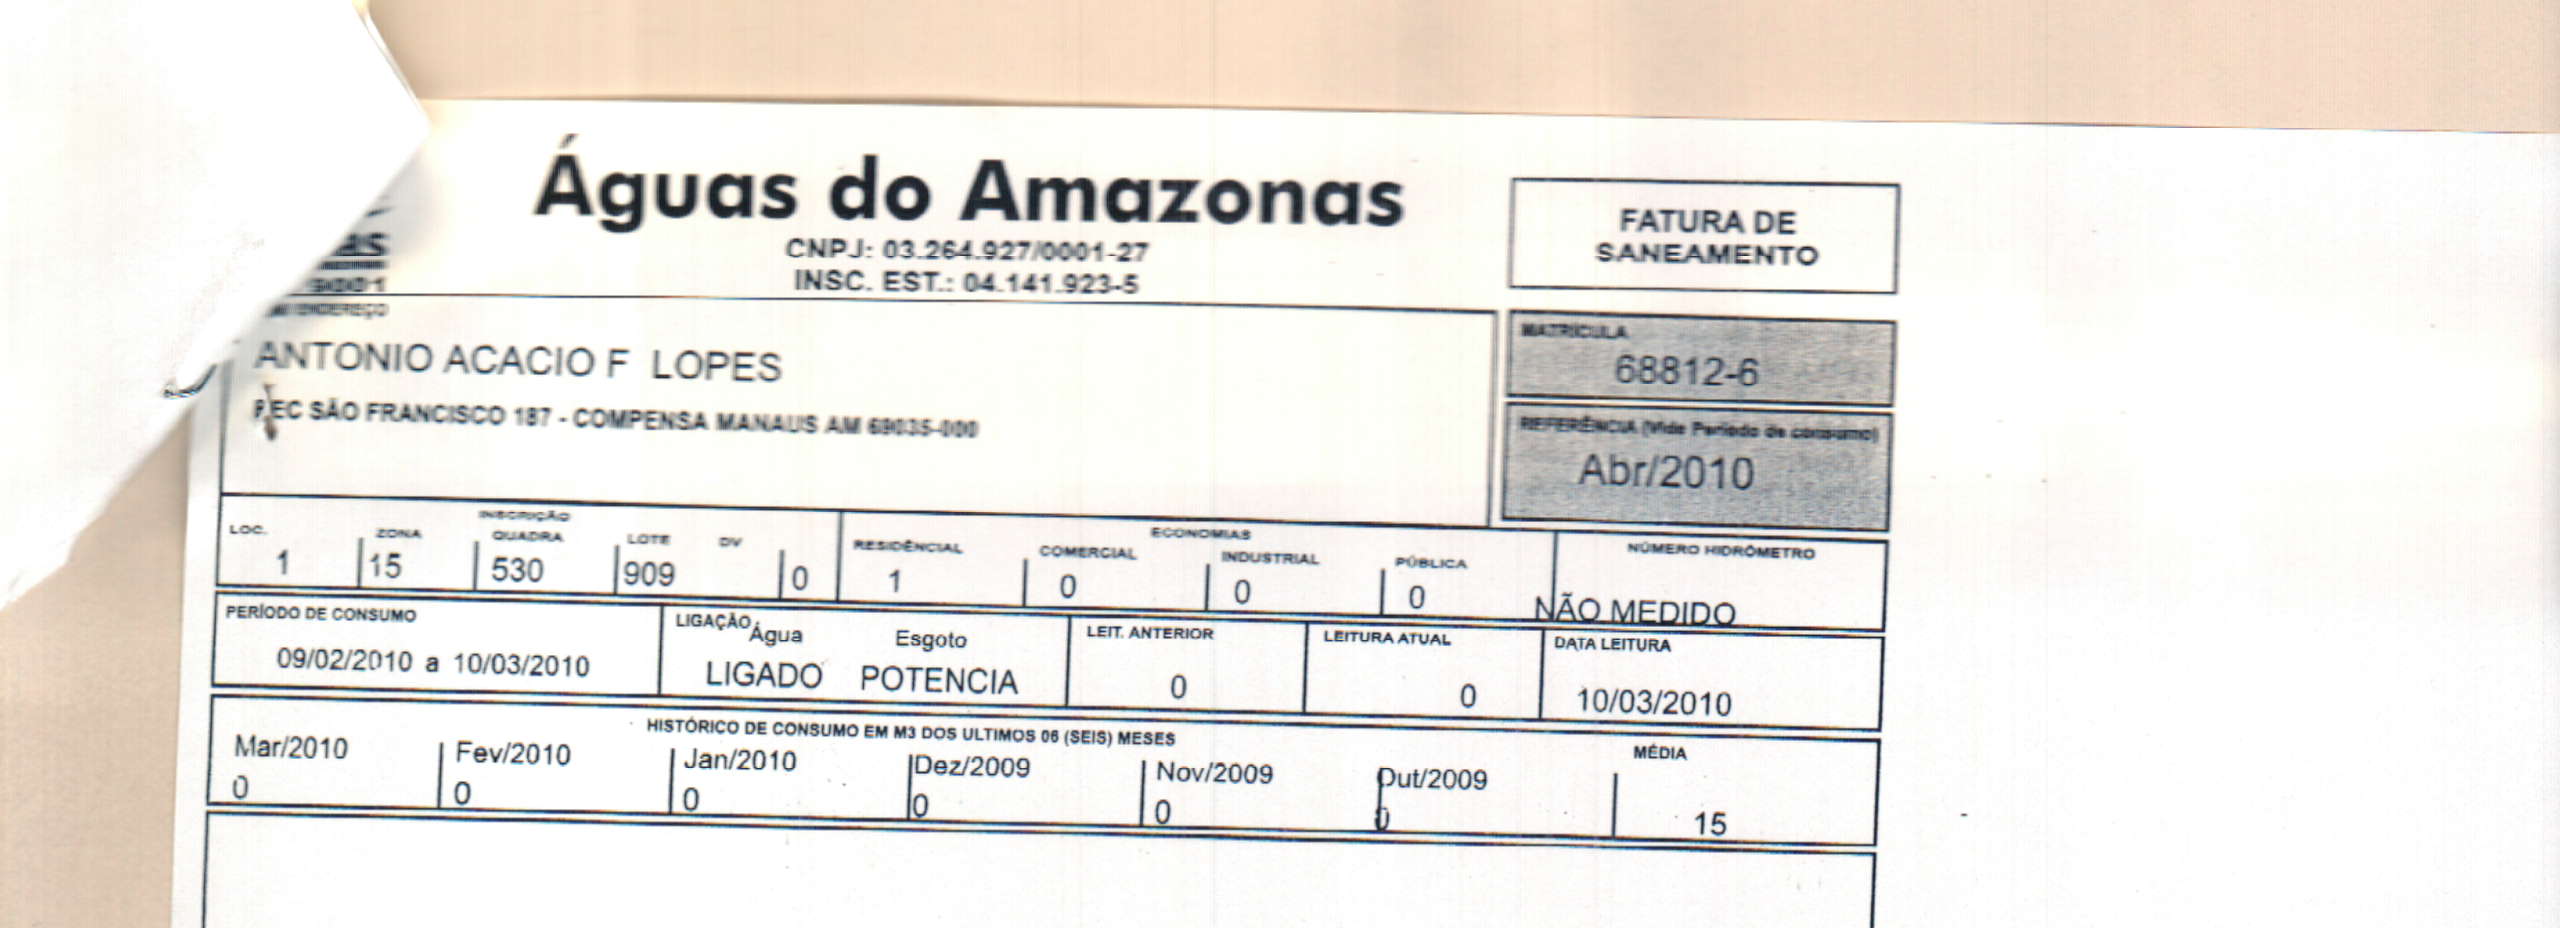 Águas do Amazonas
CNPJ: 03.264.927/0001-27
INSC. EST.: 04.141.923-5
FATURA DE
SANEAMENTO
9001
ENDEREÇO
ANTONIO ACACIO F LOPES
SÃO FRANCISCO 187 - COMPENSA MANAUS AM 69035-000
MATRÍCULA
68812-6
REFERÊNCIA (Vide Período de consumo)
Abr/2010
INSCRIÇÃO
LOC. ZONA QUADRA LOTE DV
1 15 530 909 0
ECONOMIAS
RESIDÊNCIAL COMERCIAL INDUSTRIAL PÚBLICA
1 0 0 0
NÚMERO HIDRÔMETRO
NÃO MEDIDO
PERÍODO DE CONSUMO
09/02/2010 a 10/03/2010
LIGAÇÃO: Água Esgoto
LIGADO POTENCIA
LEIT. ANTERIOR
0
LEITURA ATUAL
0
DATA LEITURA
10/03/2010
HISTÓRICO DE CONSUMO EM M3 DOS ULTIMOS 06 (SEIS) MESES
Mar/2010 Fev/2010 Jan/2010 Dez/2009 Nov/2009 Out/2009 MÉDIA
0 0 0 0 0 0 15